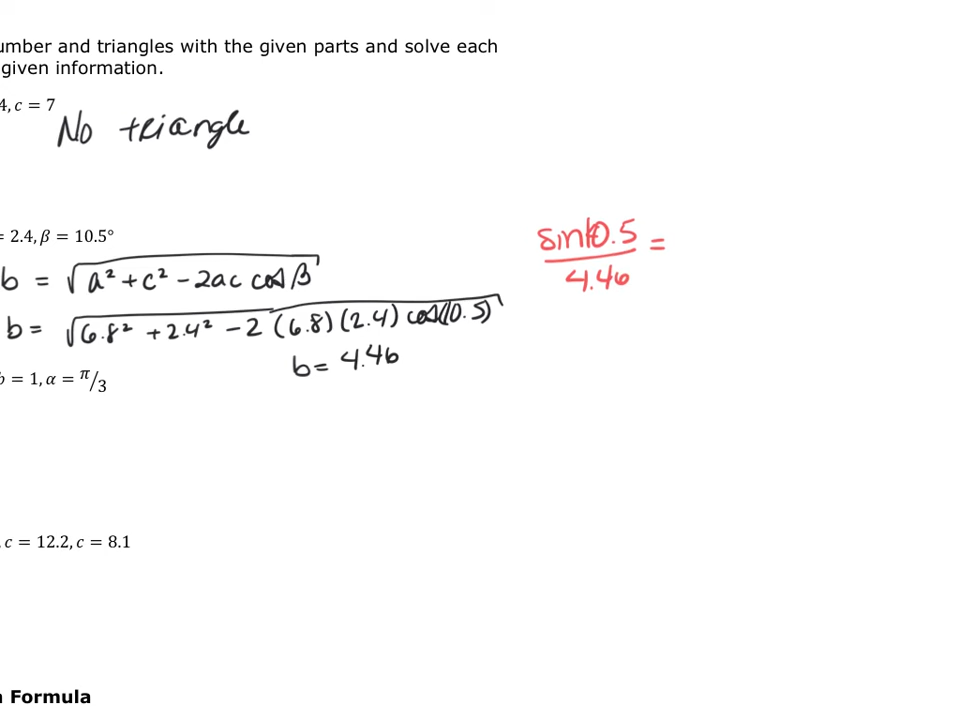 umber and triangles with the given parts and solve each
given information.
4, c = 7
No triangle
= 2.4, β = 10.5°
b = √a² + c² - 2ac cos β
sin10.5 / 4.46 =
b = √6.8² + 2.4² - 2 (6.8) (2.4) cos(10.5)
b = 4.46
b = 1, α = π/3
c = 12.2, c = 8.1
Formula